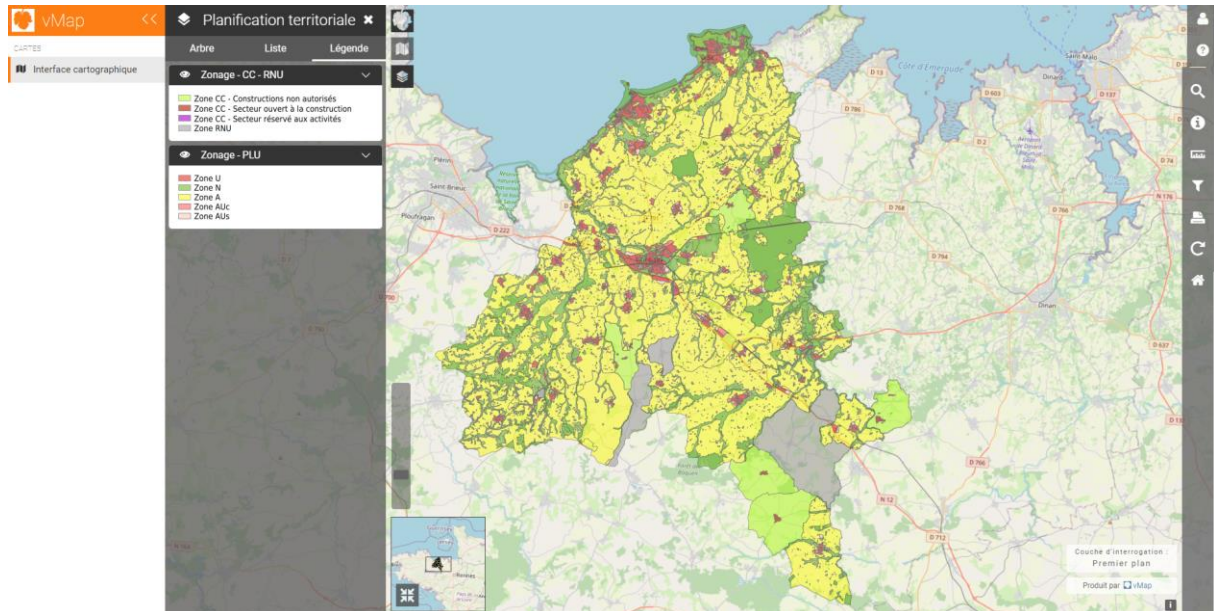 vMap <<
CARTES
Interface cartographique
Planification territoriale
Arbre Liste Légende
Zonage - CC - RNU
Zone CC - Constructions non autorisés
Zone CC - Secteur ouvert à la construction
Zone CC - Secteur réservé aux activités
Zone RNU
Zonage - PLU
Zone U
Zone N
Zone A
Zone AUc
Zone AUs
Côte d'Émeraude
Saint-Malo
Dinard
D 13
D 603
D 137
D 786
D 2
D 74
Plérin
Saint-Brieuc
Ploufragan
N 176
D 768
D 766
D 222
D 794
D 700
Dinan
D 637
D 766
N 12
D 712
Couche d'interrogation :
Premier plan
Produit par vMap